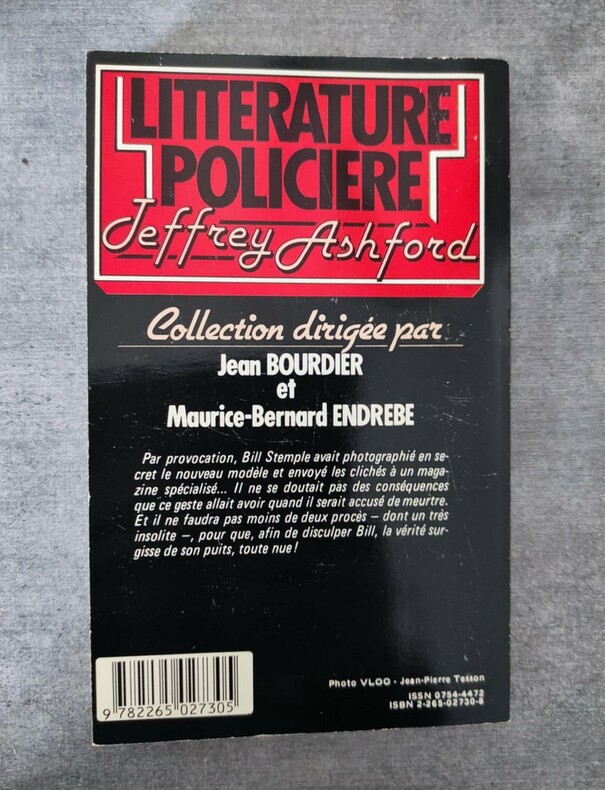 LITTERATURE
POLICIERE
Jeffrey Ashford
Collection dirigée par
Jean BOURDIER
et
Maurice-Bernard ENDREBE
Par provocation, Bill Stemple avait photographié en se-
cret le nouveau modèle et envoyé les clichés à un maga-
zine spécialisé... Il ne se doutait pas des conséquences
que ce geste allait avoir quand il serait accusé de meurtre.
Et il ne faudra pas moins de deux procès – dont un très
insolite –, pour que, afin de disculper Bill, la vérité sur-
gisse de son puits, toute nue !
Photo VLOO - Jean-Pierre Tesson
ISSN 0754-4472
ISBN 2-265-02730-8
9 782265 027305